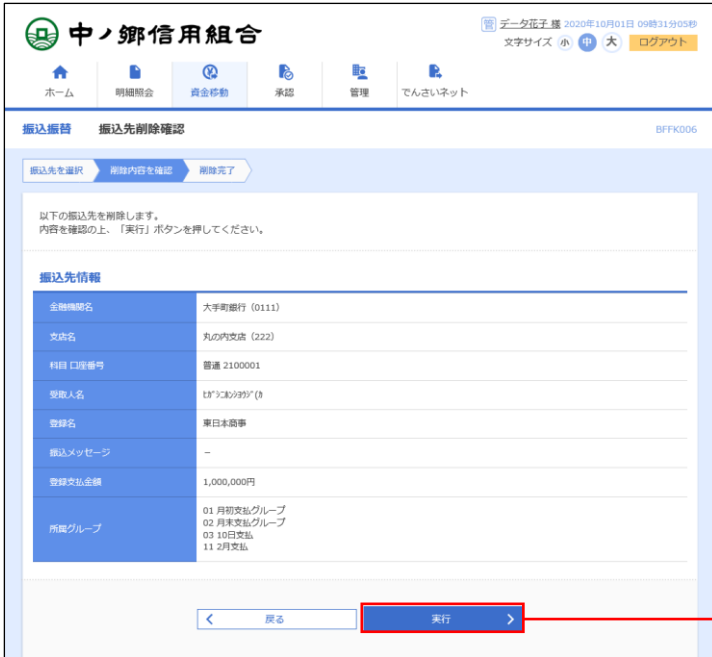 中ノ郷信用組合
管 データ花子 様 2020年10月01日 09時31分05秒
文字サイズ 小 中 大 ログアウト
ホーム 明細照会 資金移動 承認 管理 でんさいネット
振込振替 振込先削除確認 BFFK006
振込先を選択 削除内容を確認 削除完了
以下の振込先を削除します。
内容を確認の上、「実行」ボタンを押してください。
振込先情報
金融機関名 大手町銀行（0111）
支店名 丸の内支店（222）
科目 口座番号 普通 2100001
受取人名 ﾋｶﾞｼﾆﾎﾝｼﾖｳｼﾞ(ｶ
登録名 東日本商事
振込メッセージ －
登録支払金額 1,000,000円
所属グループ
01 月初支払グループ
02 月末支払グループ
03 10日支払
11 2月支払
戻る 実行